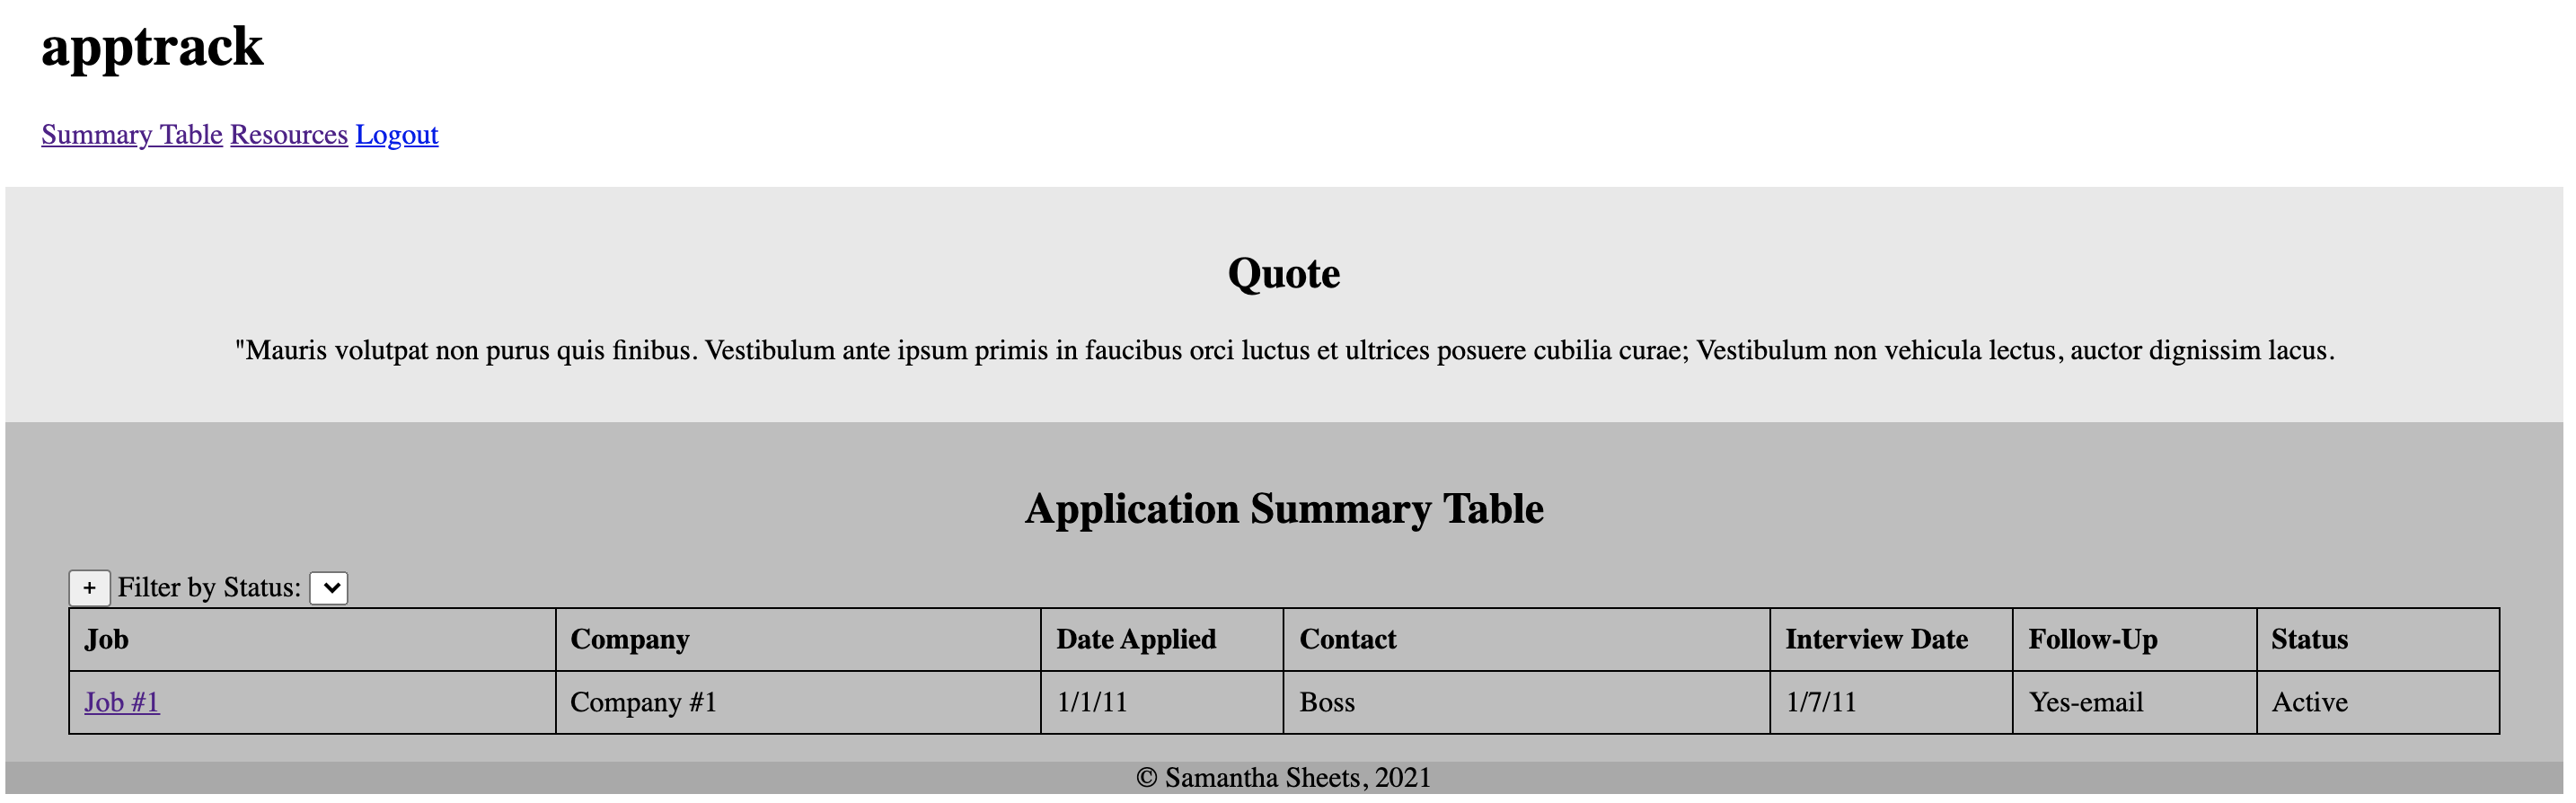 apptrack
Summary Table Resources Logout
Quote
"Mauris volutpat non purus quis finibus. Vestibulum ante ipsum primis in faucibus orci luctus et ultrices posuere cubilia curae; Vestibulum non vehicula lectus, auctor dignissim lacus.
Application Summary Table
+ Filter by Status:
Job Company Date Applied Contact Interview Date Follow-Up Status
Job #1 Company #1 1/1/11 Boss 1/7/11 Yes-email Active
© Samantha Sheets, 2021